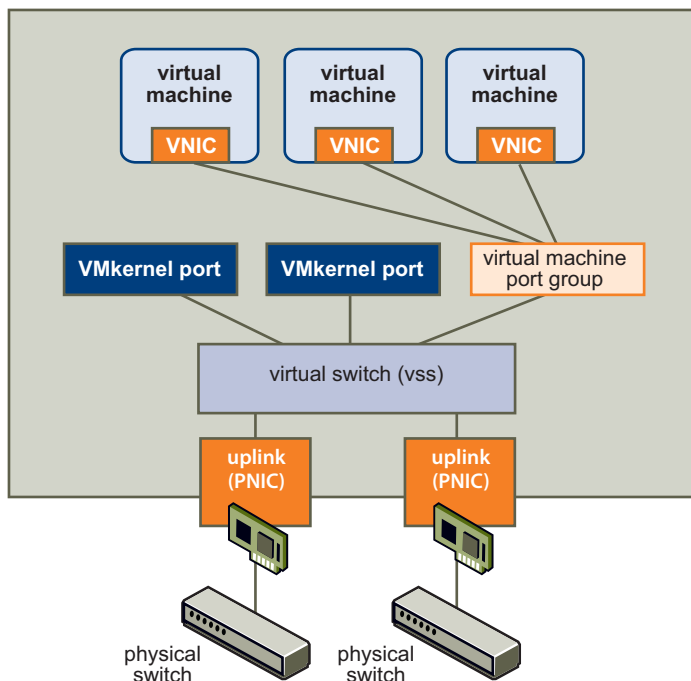 virtual
machine
VNIC
virtual
machine
VNIC
virtual
machine
VNIC
VMkernel port
VMkernel port
virtual machine
port group
virtual switch (vss)
uplink
(PNIC)
uplink
(PNIC)
physical
switch
physical
switch